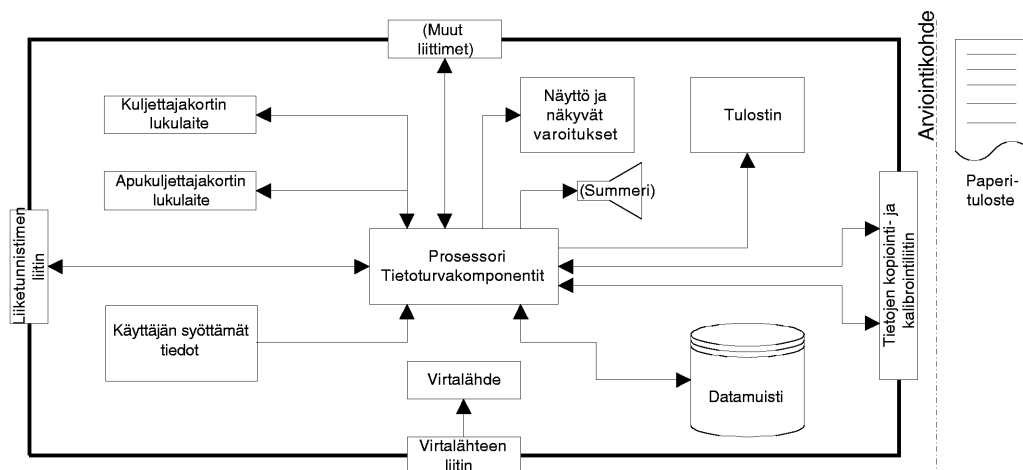 (Muut
liittimet)
Arviointikohde
Kuljettajakortin
lukulaite
Näyttö ja
näkyvät
varoitukset
Tulostin
Apukuljettajakortin
lukulaite
(Summeri)
Paperi-
tuloste
Liiketunnistimen
liitin
Prosessori
Tietoturvakomponentit
Tietojen kopiointi- ja
kalibrointiliitin
Käyttäjän syöttämät
tiedot
Virtalähde
Datamuisti
Virtalähteen
liitin